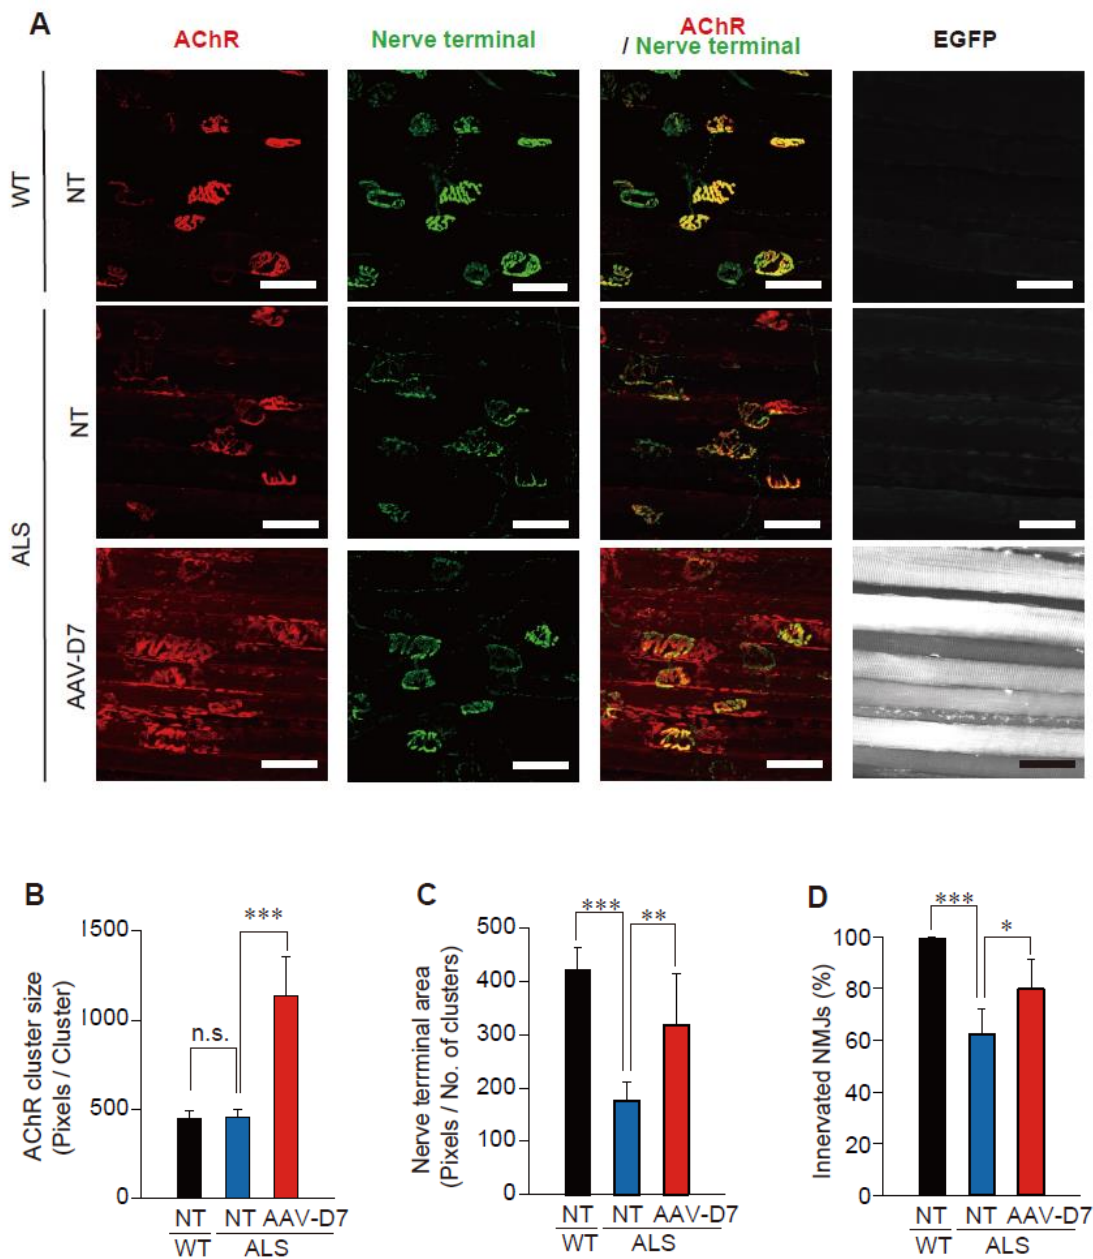 A
AChR
Nerve terminal
AChR
/ Nerve terminal
EGFP
WT
NT
ALS
NT
AAV-D7
B
AChR cluster size
(Pixels / Cluster)
1500
1000
500
0
n.s.
***
NT
NT
AAV-D7
WT
ALS
C
Nerve terrminal area
(Pixels / No. of clusters)
500
400
300
200
100
0
***
**
NT
NT
AAV-D7
WT
ALS
D
Innervated NMJs (%)
100
80
60
40
20
0
***
*
NT
NT
AAV-D7
WT
ALS